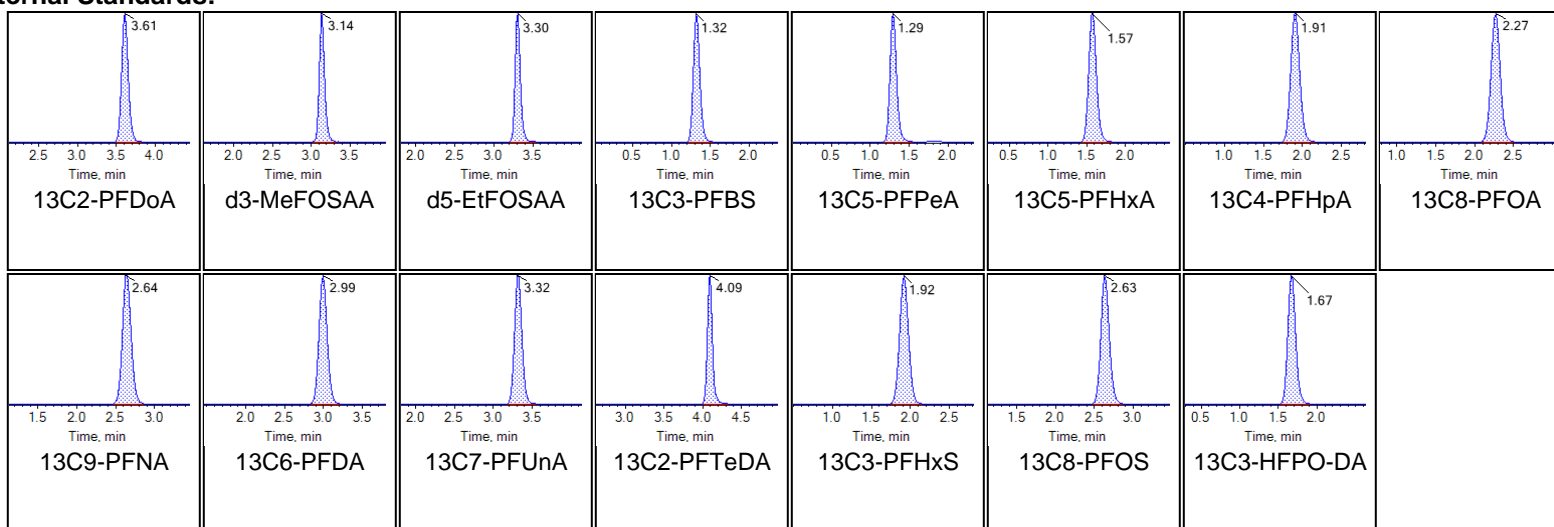 ternal Standards:
3.61
2.5 3.0 3.5 4.0
Time, min
13C2-PFDoA
3.14
2.0 2.5 3.0 3.5
Time, min
d3-MeFOSAA
3.30
2.0 2.5 3.0 3.5
Time, min
d5-EtFOSAA
1.32
0.5 1.0 1.5 2.0
Time, min
13C3-PFBS
1.29
0.5 1.0 1.5 2.0
Time, min
13C5-PFPeA
1.57
0.5 1.0 1.5 2.0
Time, min
13C5-PFHxA
1.91
1.0 1.5 2.0 2.5
Time, min
13C4-PFHpA
2.27
1.0 1.5 2.0 2.5
Time, min
13C8-PFOA
2.64
1.5 2.0 2.5 3.0
Time, min
13C9-PFNA
2.99
2.0 2.5 3.0 3.5
Time, min
13C6-PFDA
3.32
2.0 2.5 3.0 3.5
Time, min
13C7-PFUnA
4.09
3.0 3.5 4.0 4.5
Time, min
13C2-PFTeDA
1.92
1.0 1.5 2.0 2.5
Time, min
13C3-PFHxS
2.63
1.5 2.0 2.5 3.0
Time, min
13C8-PFOS
1.67
0.5 1.0 1.5 2.0
Time, min
13C3-HFPO-DA